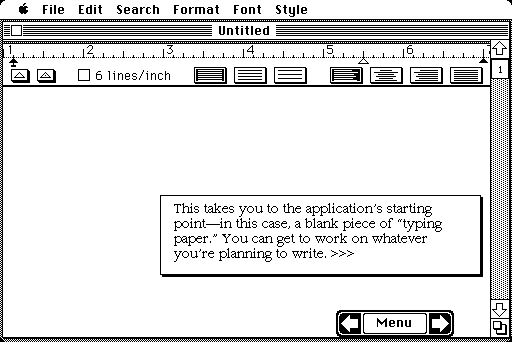 File Edit Search Format Font Style
Untitled
1 2 3 4 5 6 7
6 lines/inch
1
This takes you to the application's starting
point—in this case, a blank piece of "typing
paper." You can get to work on whatever
you're planning to write. >>>
Menu